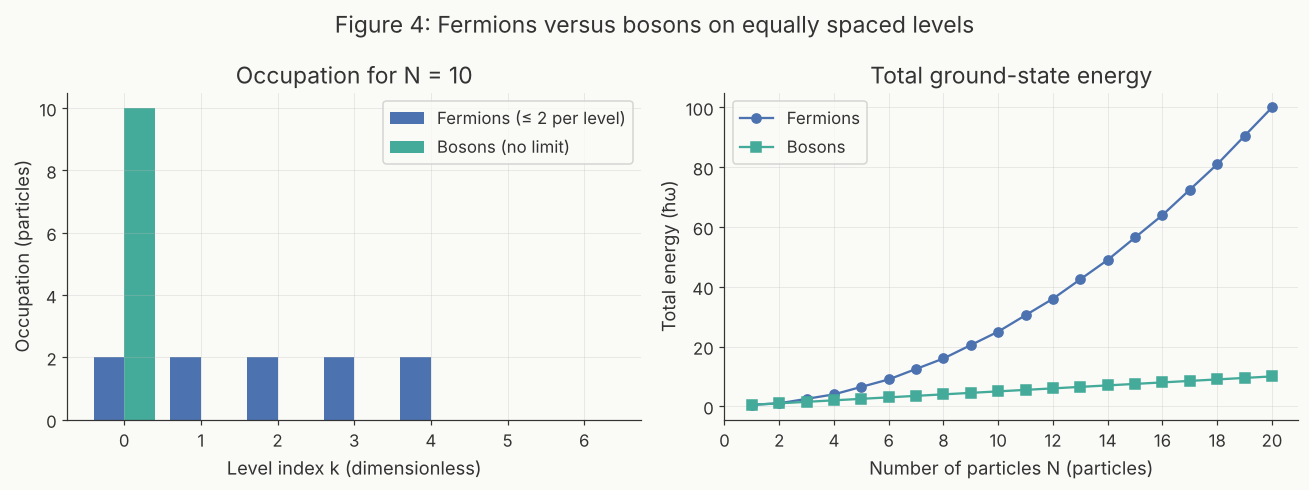 Figure 4: Fermions versus bosons on equally spaced levels
Occupation for N = 10
Occupation (particles)
10
8
6
4
2
0
Fermions (≤ 2 per level)
Bosons (no limit)
0 1 2 3 4 5 6
Level index k (dimensionless)
Total ground-state energy
Total energy (ħω)
100
80
60
40
20
0
Fermions
Bosons
0 2 4 6 8 10 12 14 16 18 20
Number of particles N (particles)